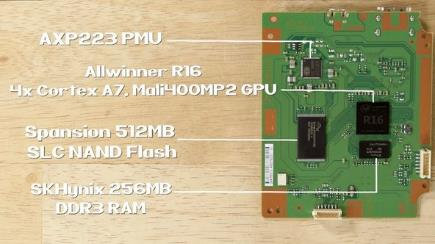 AXP223 PMU
Allwinner R16
4x Cortex A7, Mali400MP2 GPU
R16
Spansion 512MB
SLC NAND Flash
SKHynix 256MB
DDR3 RAM